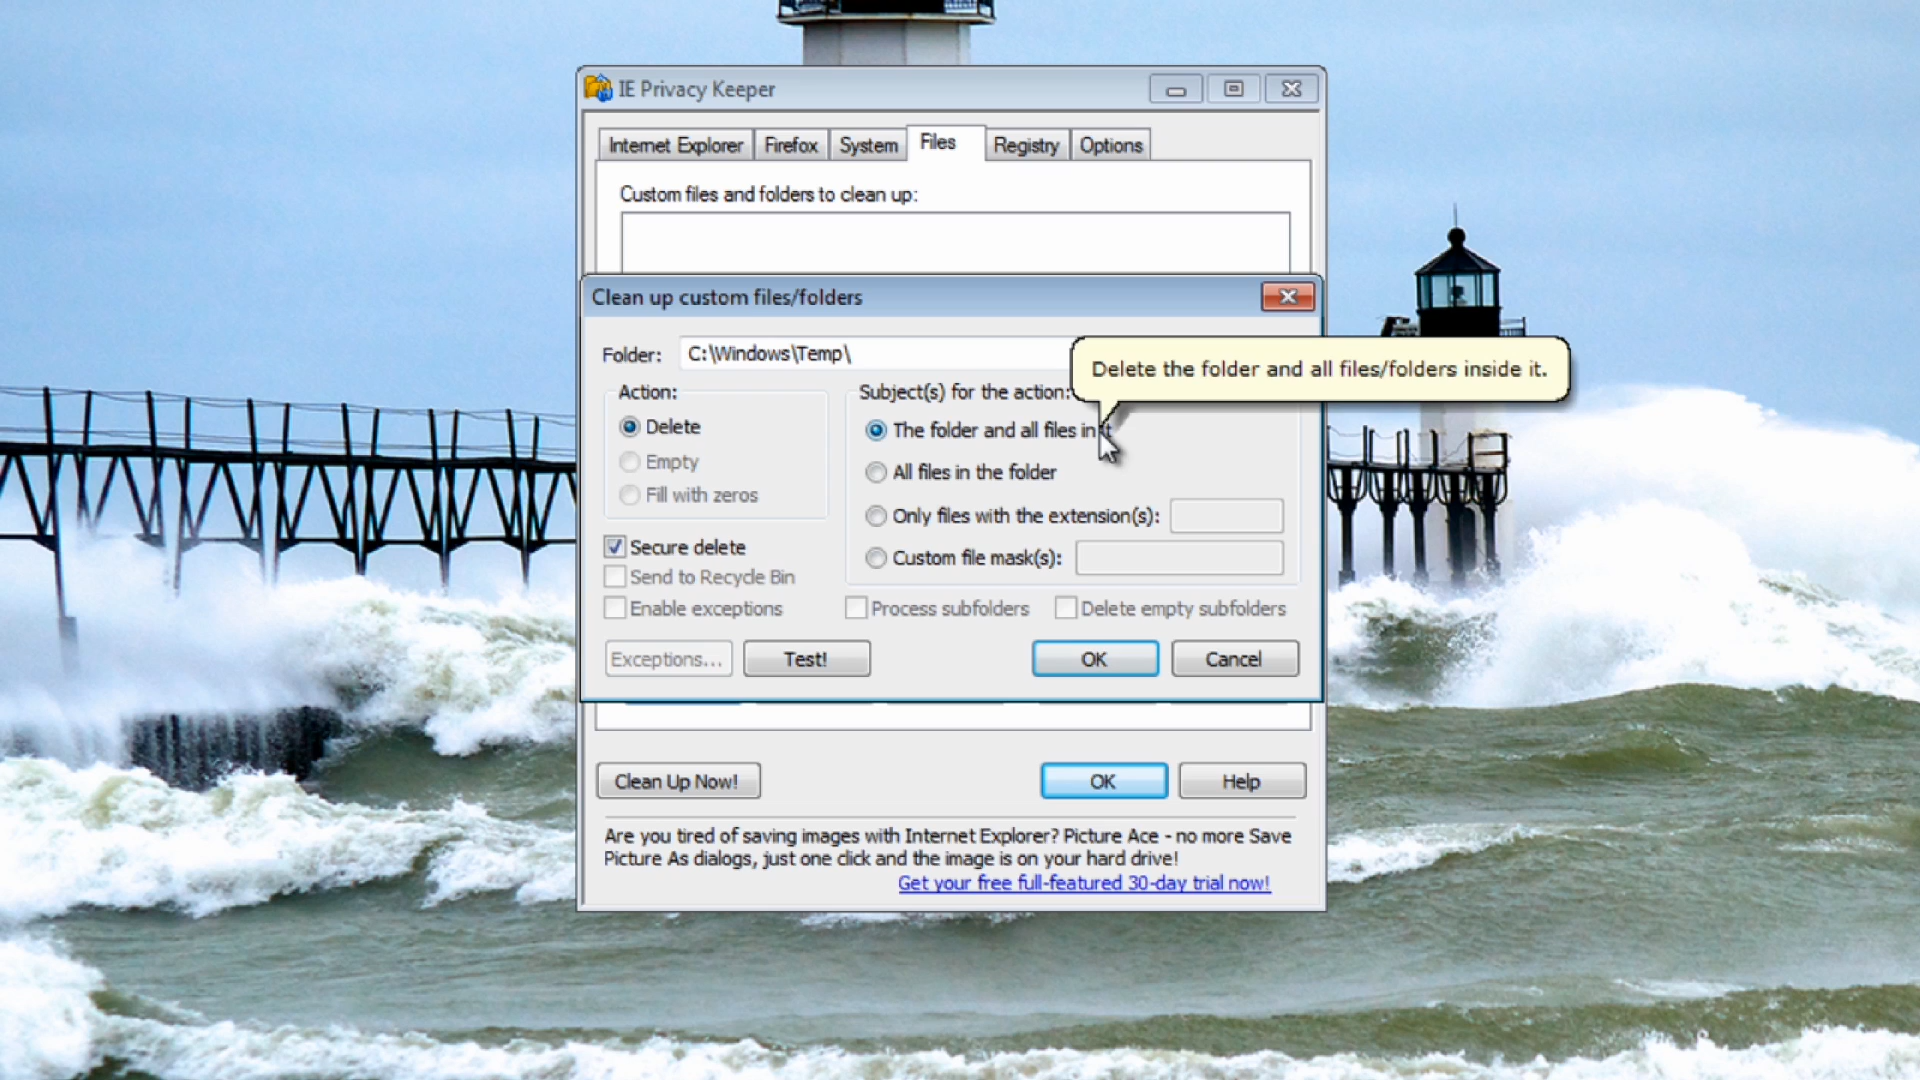 IE Privacy Keeper
Internet Explorer Firefox System Files Registry Options
Custom files and folders to clean up:
Clean up custom files/folders
Folder: C:\Windows\Temp\
Delete the folder and all files/folders inside it.
Action:
Delete
Empty
Fill with zeros
Secure delete
Send to Recycle Bin
Enable exceptions
Subject(s) for the action:
The folder and all files in it
All files in the folder
Only files with the extension(s):
Custom file mask(s):
Process subfolders Delete empty subfolders
Exceptions... Test! OK Cancel
Clean Up Now! OK Help
Are you tired of saving images with Internet Explorer? Picture Ace - no more Save
Picture As dialogs, just one click and the image is on your hard drive!
Get your free full-featured 30-day trial now!